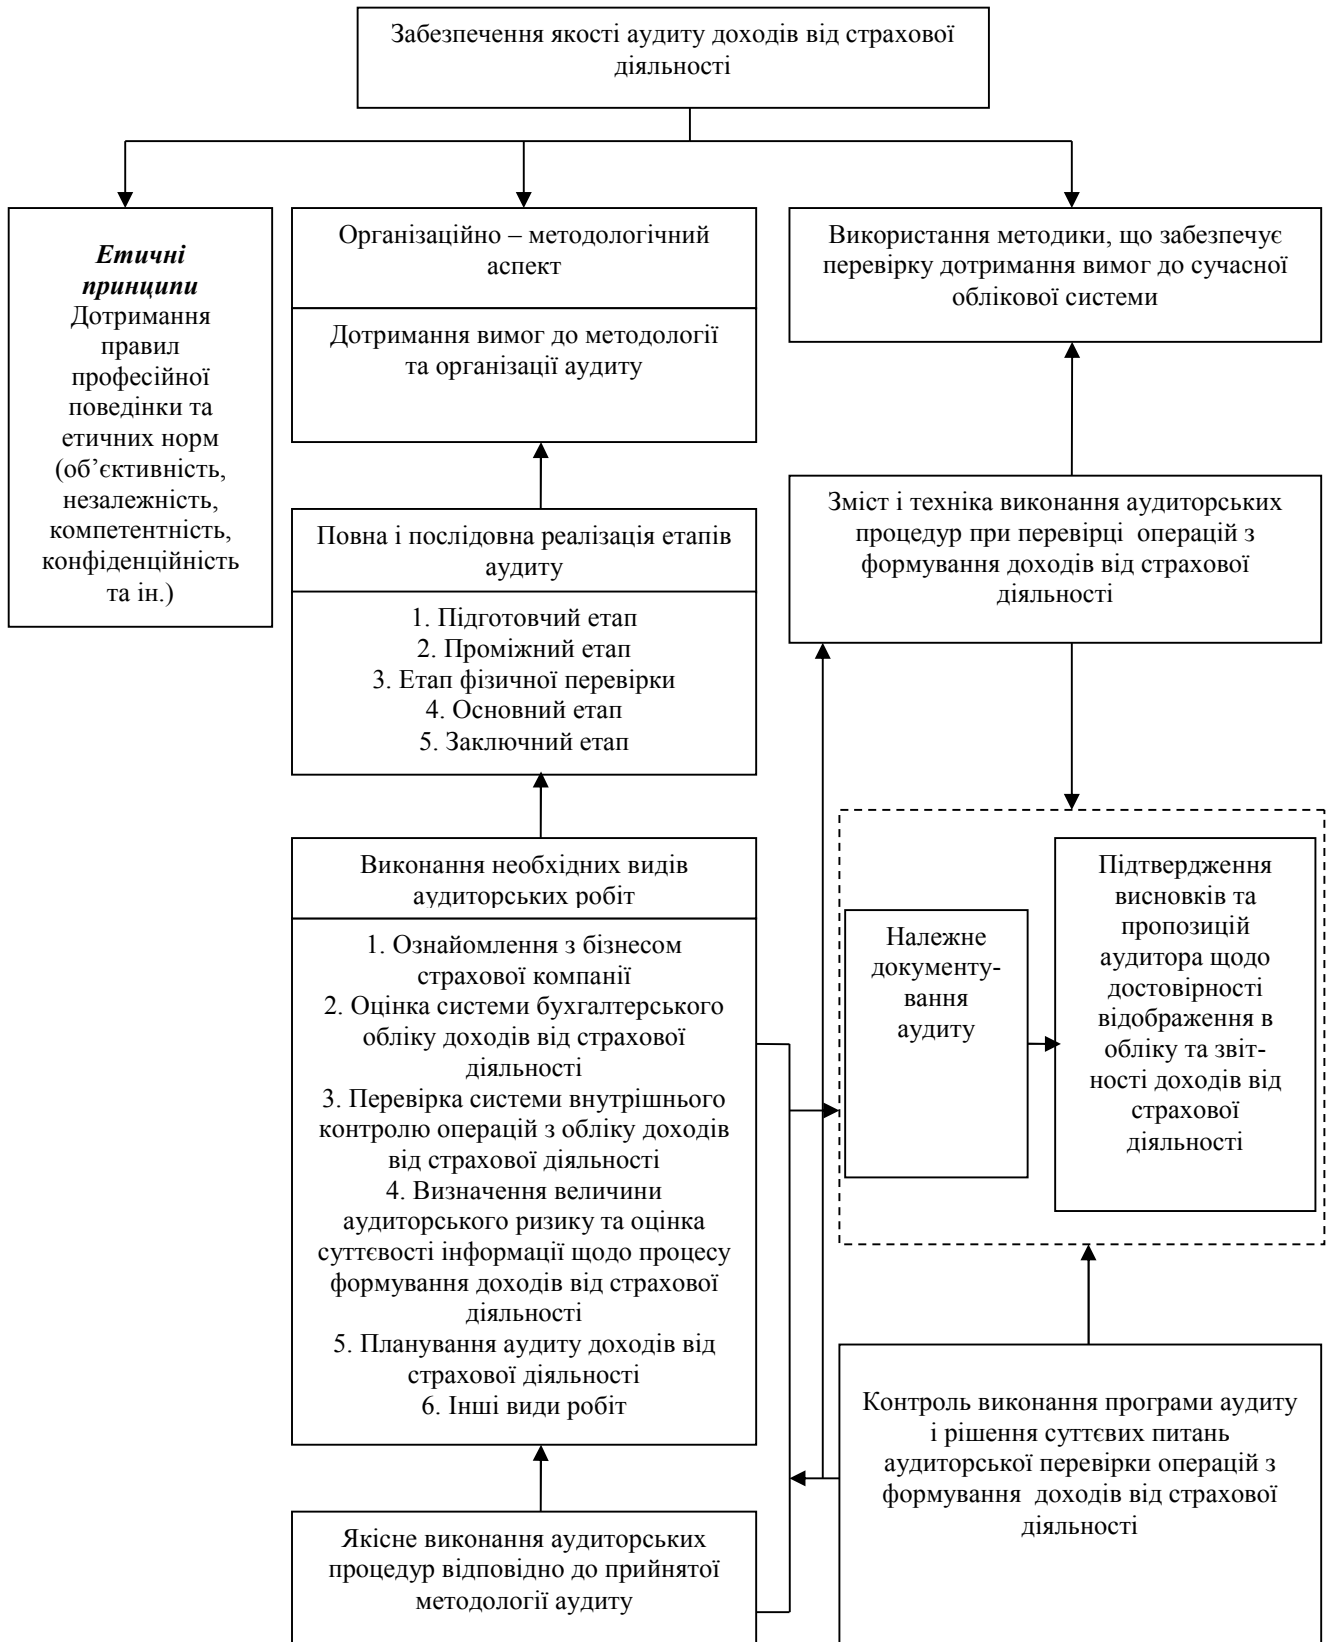 Забезпечення якості аудиту доходів від страхової
діяльності
Етичні
принципи
Дотримання
правил
професійної
поведінки та
етичних норм
(об’єктивність,
незалежність,
компетентність,
конфіденційність
та ін.)
Організаційно – методологічний
аспект
Дотримання вимог до методології
та організації аудиту
Повна і послідовна реалізація етапів
аудиту
1. Підготовчий етап
2. Проміжний етап
3. Етап фізичної перевірки
4. Основний етап
5. Заключний етап
Виконання необхідних видів
аудиторських робіт
1. Ознайомлення з бізнесом
страхової компанії
2. Оцінка системи бухгалтерського
обліку доходів від страхової
діяльності
3. Перевірка системи внутрішнього
контролю операцій з обліку доходів
від страхової діяльності
4. Визначення величини
аудиторського ризику та оцінка
суттєвості інформації щодо процесу
формування доходів від страхової
діяльності
5. Планування аудиту доходів від
страхової діяльності
6. Інші види робіт
Якісне виконання аудиторських
процедур відповідно до прийнятої
методології аудиту
Використання методики, що забезпечує
перевірку дотримання вимог до сучасної
облікової системи
Зміст і техніка виконання аудиторських
процедур при перевірці операцій з
формування доходів від страхової
діяльності
Належне
документу-
вання
аудиту
Підтвердження
висновків та
пропозицій
аудитора щодо
достовірності
відображення в
обліку та звіт-
ності доходів від
страхової
діяльності
Контроль виконання програми аудиту
і рішення суттєвих питань
аудиторської перевірки операцій з
формування доходів від страхової
діяльності